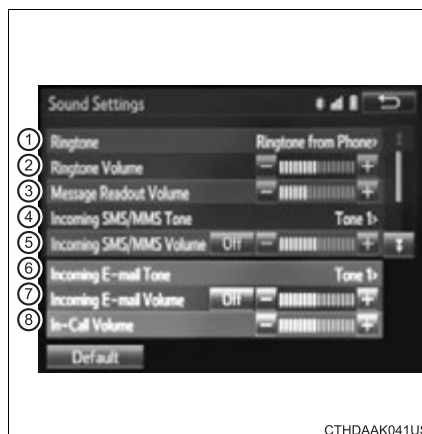 Sound Settings
1 Ringtone Ringtone from Phone>
2 Ringtone Volume − +
3 Message Readout Volume − +
4 Incoming SMS/MMS Tone Tone 1>
5 Incoming SMS/MMS Volume Off − +
6 Incoming E-mail Tone Tone 1>
7 Incoming E-mail Volume Off − +
8 In-Call Volume − +
Default
CTHDAAK041US